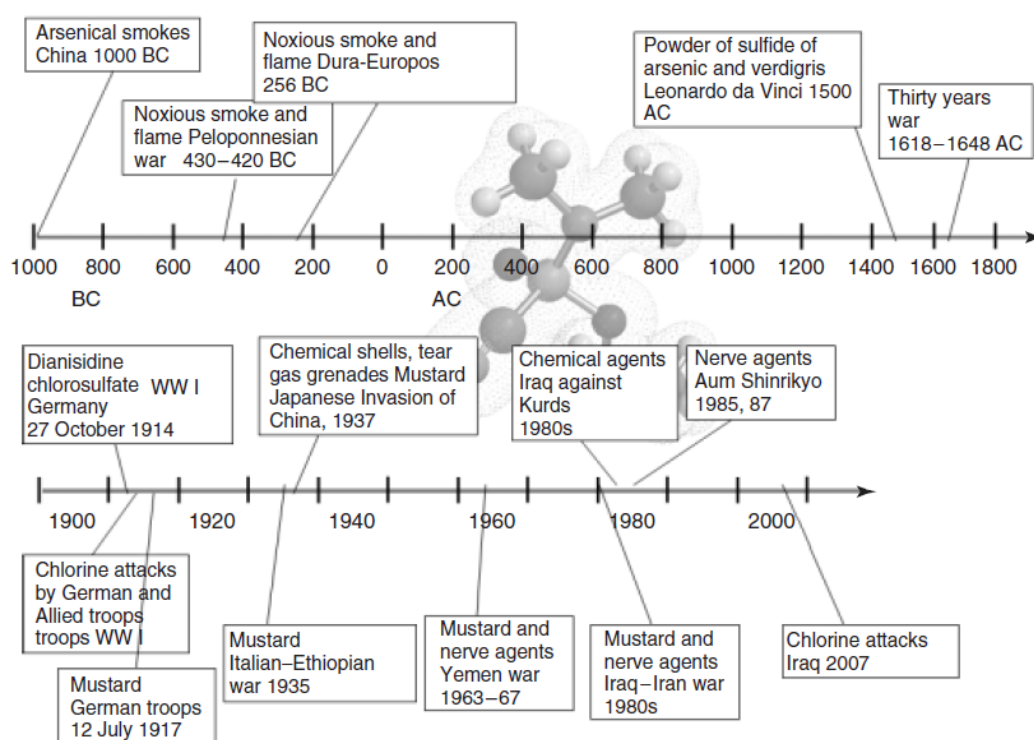 Arsenical smokes
China 1000 BC
Noxious smoke and
flame Peloponnesian
war 430–420 BC
Noxious smoke and
flame Dura-Europos
256 BC
Powder of sulfide of
arsenic and verdigris
Leonardo da Vinci 1500
AC
Thirty years
war
1618–1648 AC
1000 800 600 400 200 0 200 400 600 800 1000 1200 1400 1600 1800
BC AC
Dianisidine
chlorosulfate WW I
Germany
27 October 1914
Chemical shells, tear
gas grenades Mustard
Japanese Invasion of
China, 1937
Chemical agents
Iraq against
Kurds
1980s
Nerve agents
Aum Shinrikyo
1985, 87
1900 1920 1940 1960 1980 2000
Chlorine attacks
by German and
Allied troops
troops WW I
Mustard
German troops
12 July 1917
Mustard
Italian–Ethiopian
war 1935
Mustard and
nerve agents
Yemen war
1963–67
Mustard and
nerve agents
Iraq–Iran war
1980s
Chlorine attacks
Iraq 2007